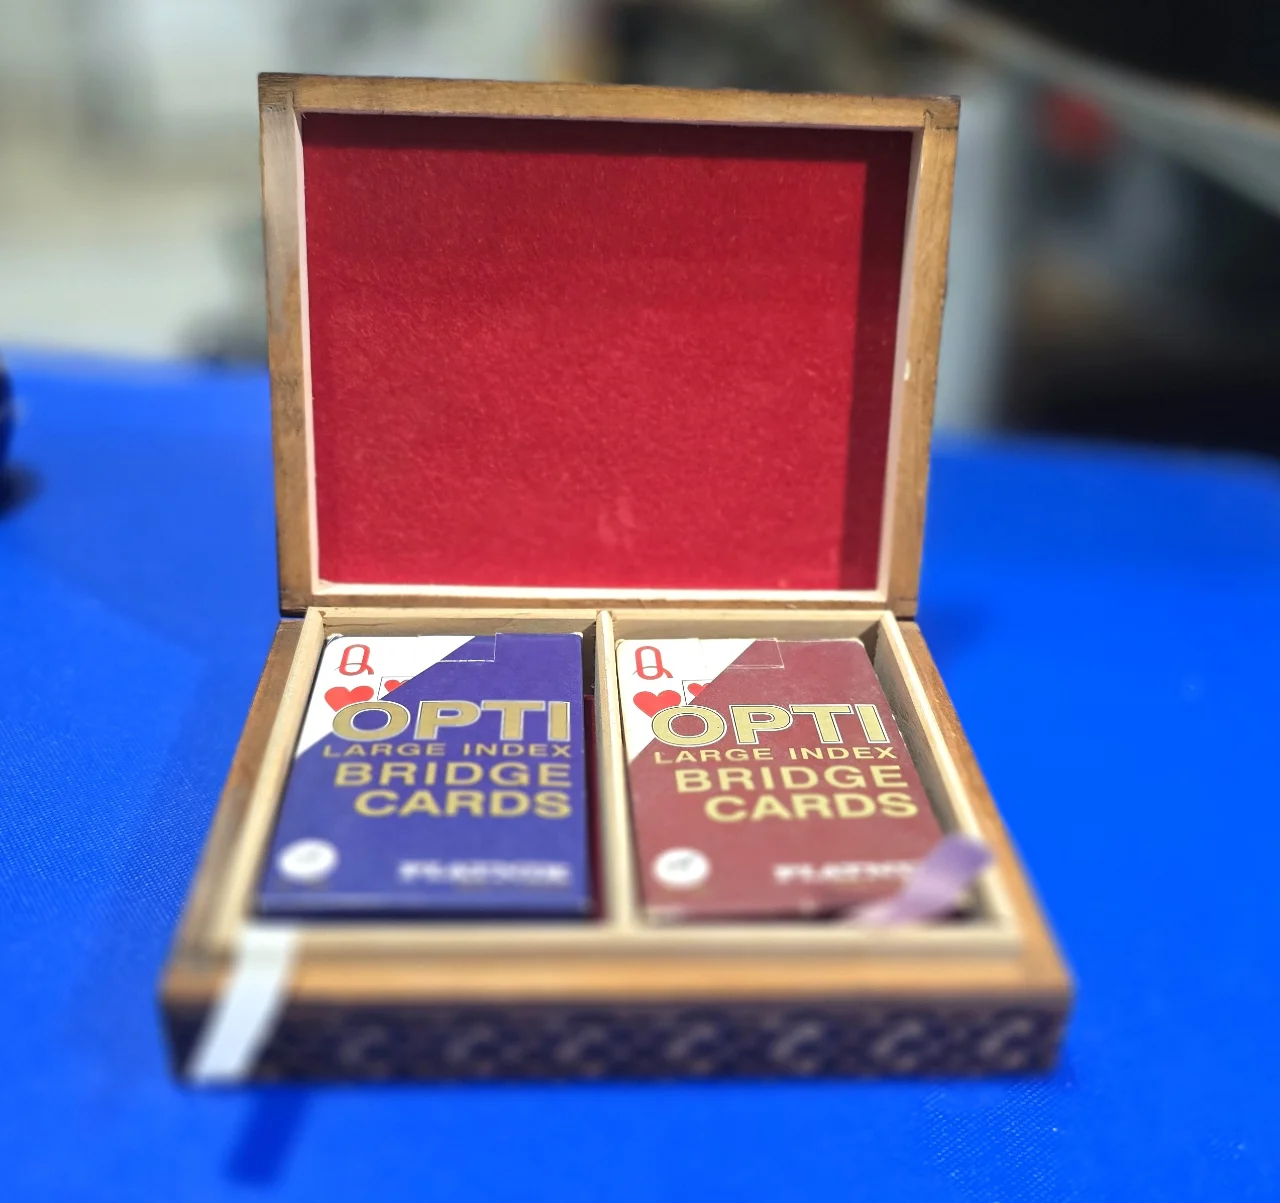 Q
OPTI
LARGE INDEX
BRIDGE
CARDS
Q
OPTI
LARGE INDEX
BRIDGE
CARDS